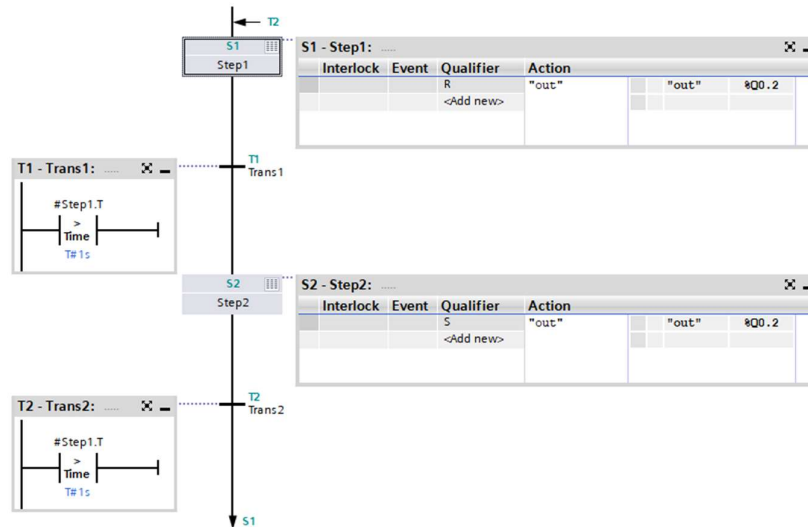 T2
S1
Step1
S1 - Step1: .....
Interlock Event Qualifier Action
R "out" "out" %Q0.2
<Add new>
T1 - Trans1: .....
T1
Trans1
#Step1.T
>
Time
T#1s
S2
Step2
S2 - Step2: .....
Interlock Event Qualifier Action
S "out" "out" %Q0.2
<Add new>
T2 - Trans2: .....
T2
Trans2
#Step1.T
>
Time
T#1s
S1